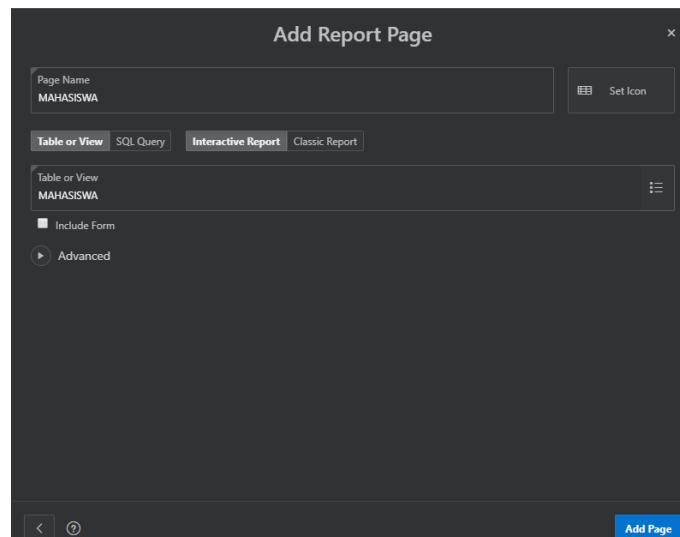 Add Report Page
×
Page Name
MAHASISWA
Set Icon
Table or View SQL Query Interactive Report Classic Report
Table or View
MAHASISWA
Include Form
Advanced
?
Add Page